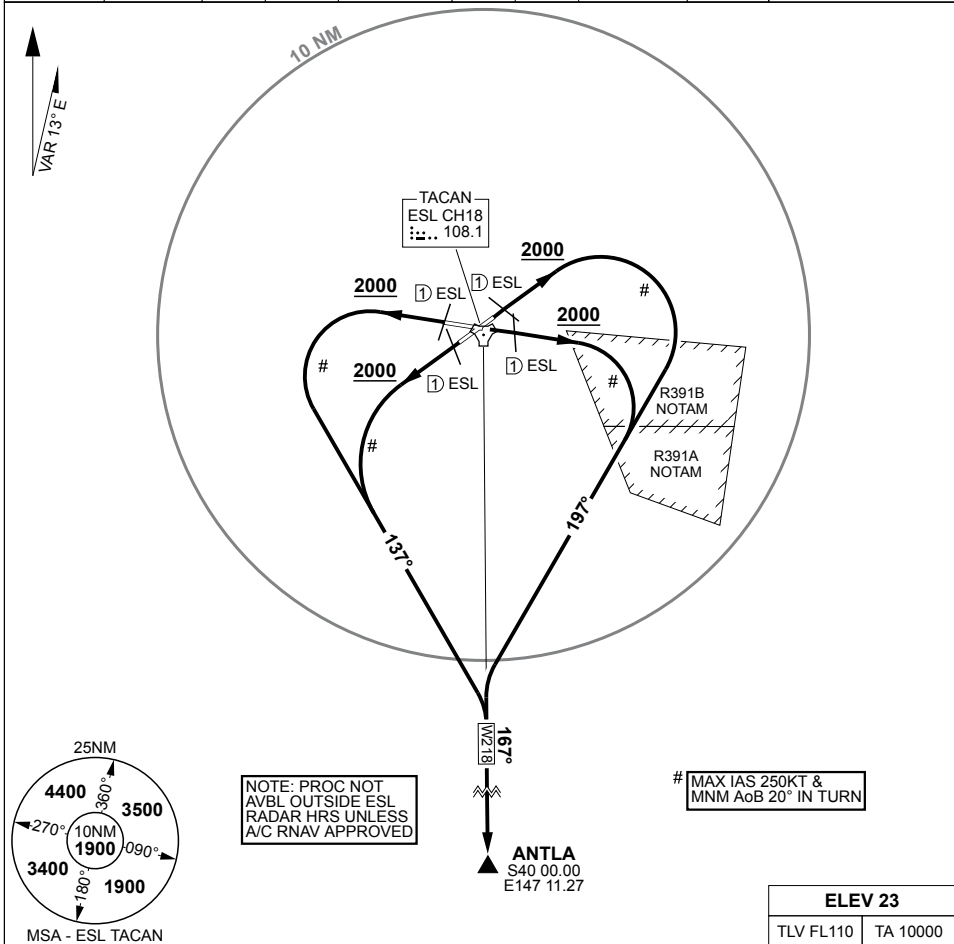 10 NM
VAR 13° E
TACAN
ESL CH18
108.1
2000
1 ESL
2000
1 ESL
2000
2000
1 ESL
1 ESL
#
#
#
#
R391B
NOTAM
R391A
NOTAM
197°
137°
167°
W218
25NM
4400
360°
3500
270°
10NM
1900
090°
3400
180°
1900
MSA - ESL TACAN
NOTE: PROC NOT
AVBL OUTSIDE ESL
RADAR HRS UNLESS
A/C RNAV APPROVED
# MAX IAS 250KT &
MNM AoB 20° IN TURN
ANTLA
S40 00.00
E147 11.27
ELEV 23
TLV FL110 TA 10000